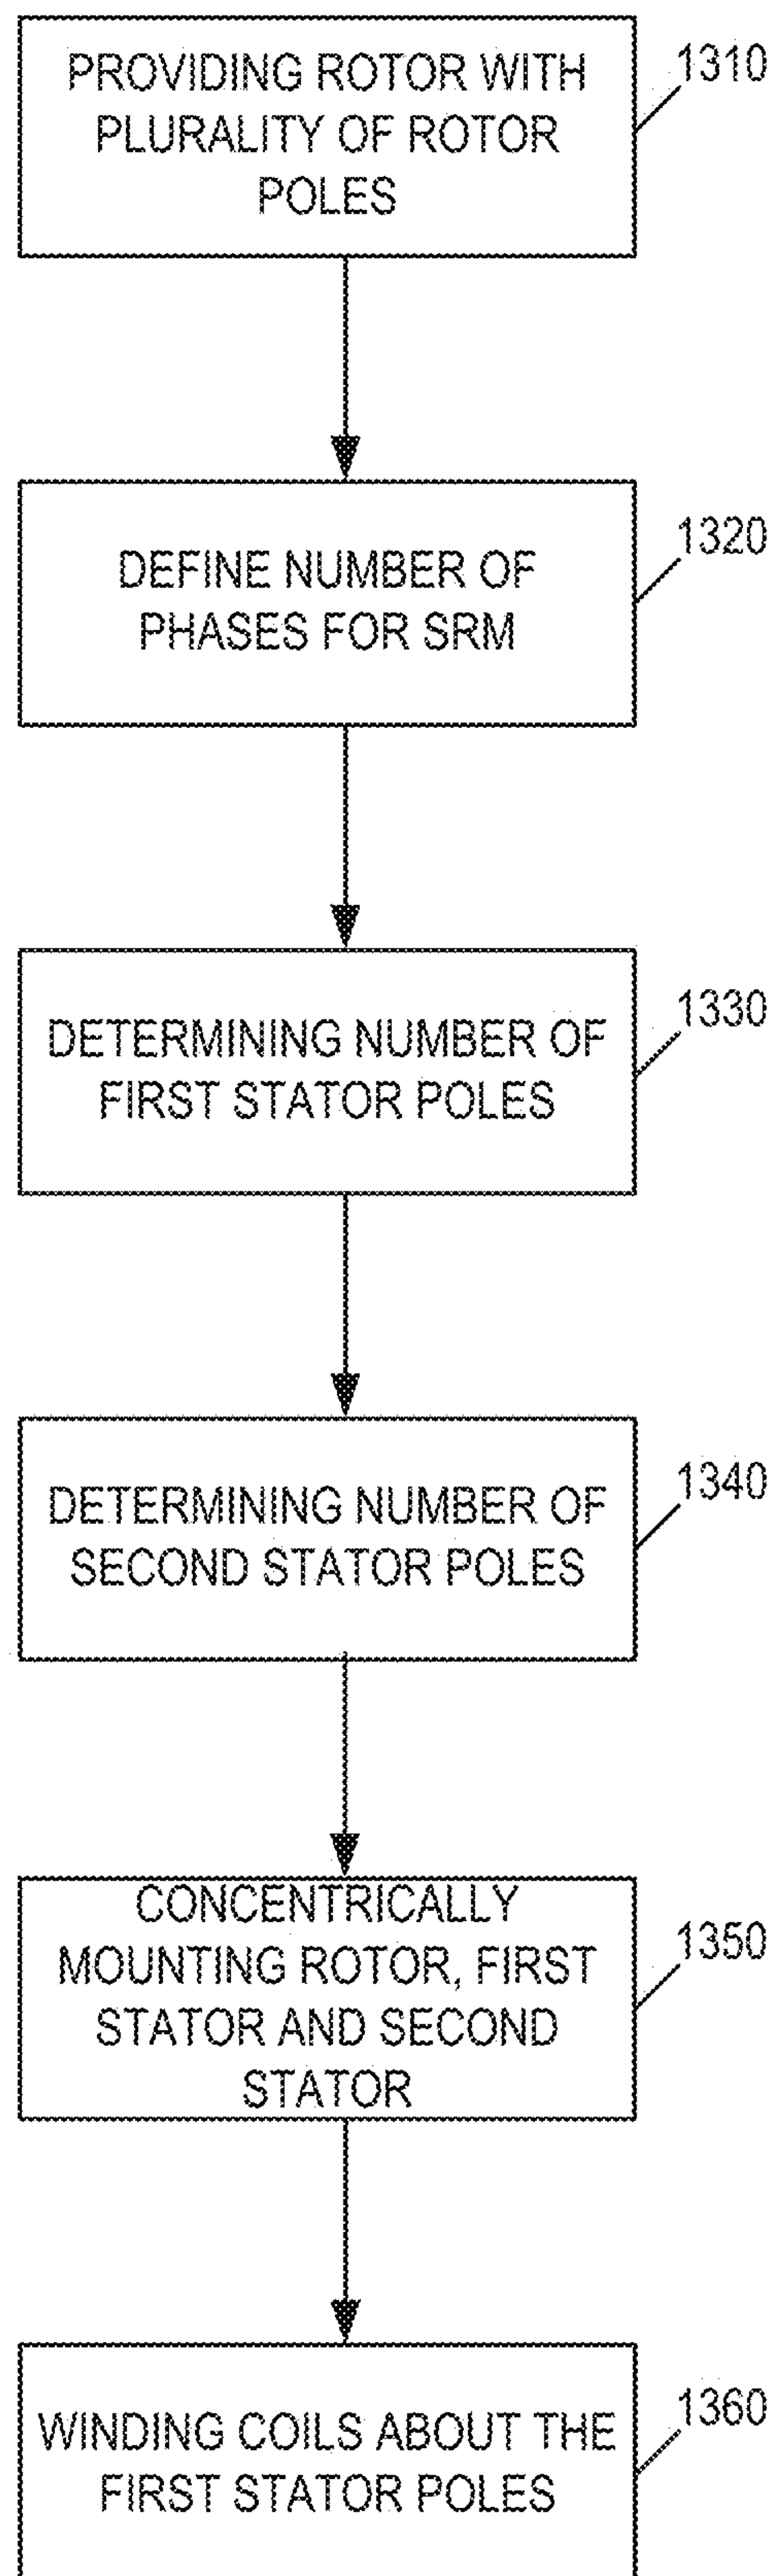 PROVIDING ROTOR WITH
PLURALITY OF ROTOR
POLES
1310
DEFINE NUMBER OF
PHASES FOR SRM
1320
DETERMINING NUMBER OF
FIRST STATOR POLES
1330
DETERMINING NUMBER OF
SECOND STATOR POLES
1340
CONCENTRICALLY
MOUNTING ROTOR, FIRST
STATOR AND SECOND
STATOR
1350
WINDING COILS ABOUT THE
FIRST STATOR POLES
1360